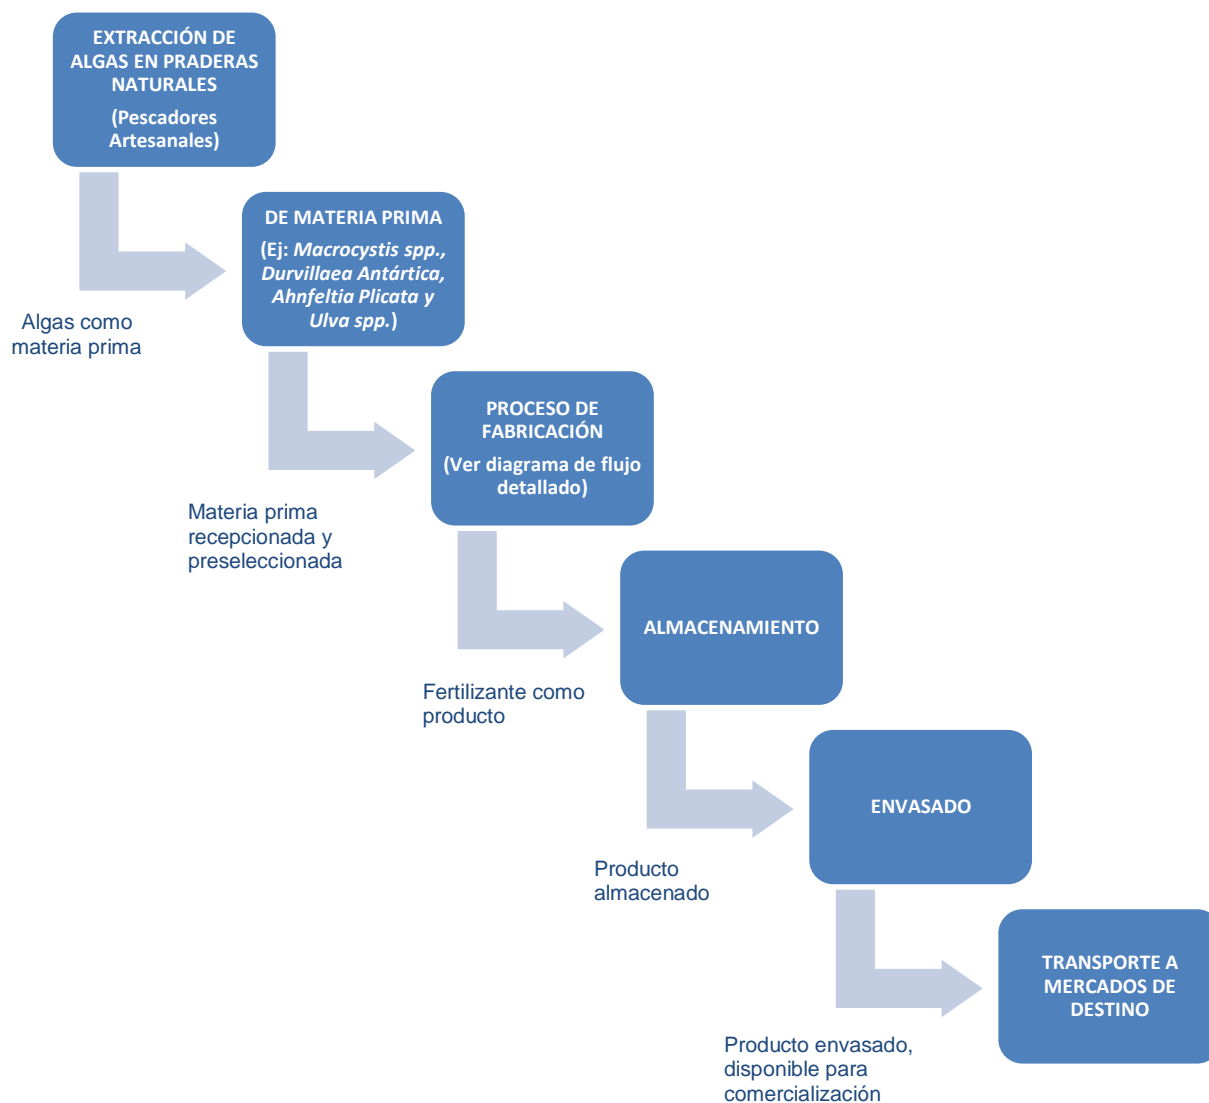 EXTRACCIÓN DE
ALGAS EN PRADERAS
NATURALES
(Pescadores
Artesanales)
Algas como
materia prima
DE MATERIA PRIMA
(Ej: Macrocystis spp.,
Durvillaea Antártica,
Ahnfeltia Plicata y
Ulva spp.)
Materia prima
recepcionada y
preseleccionada
PROCESO DE
FABRICACIÓN
(Ver diagrama de flujo
detallado)
Fertilizante como
producto
ALMACENAMIENTO
Producto
almacenado
ENVASADO
Producto envasado,
disponible para
comercialización
TRANSPORTE A
MERCADOS DE
DESTINO